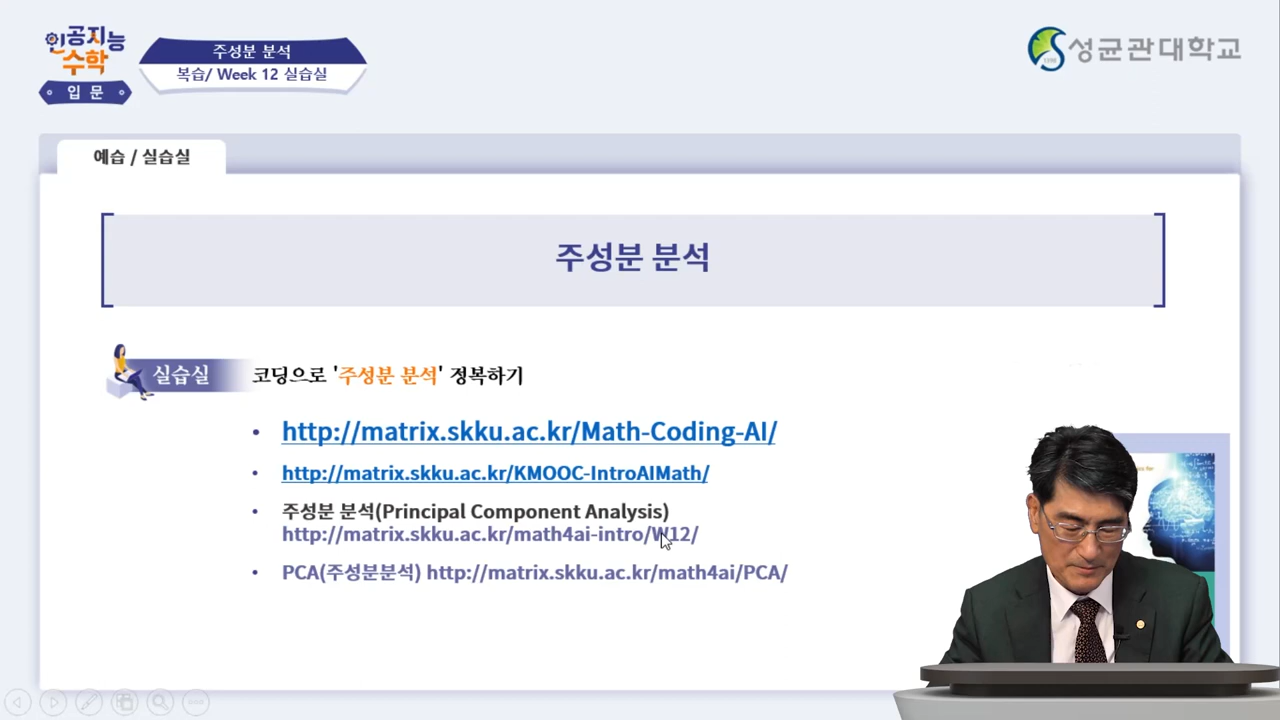 인공지능
수학
입 문
주성분 분석
복습/ Week 12 실습실
성균관대학교
예습 / 실습실
주성분 분석
실습실
코딩으로 '주성분 분석' 정복하기
• http://matrix.skku.ac.kr/Math-Coding-AI/
• http://matrix.skku.ac.kr/KMOOC-IntroAIMath/
• 주성분 분석(Principal Component Analysis)
http://matrix.skku.ac.kr/math4ai-intro/W12/
• PCA(주성분분석) http://matrix.skku.ac.kr/math4ai/PCA/